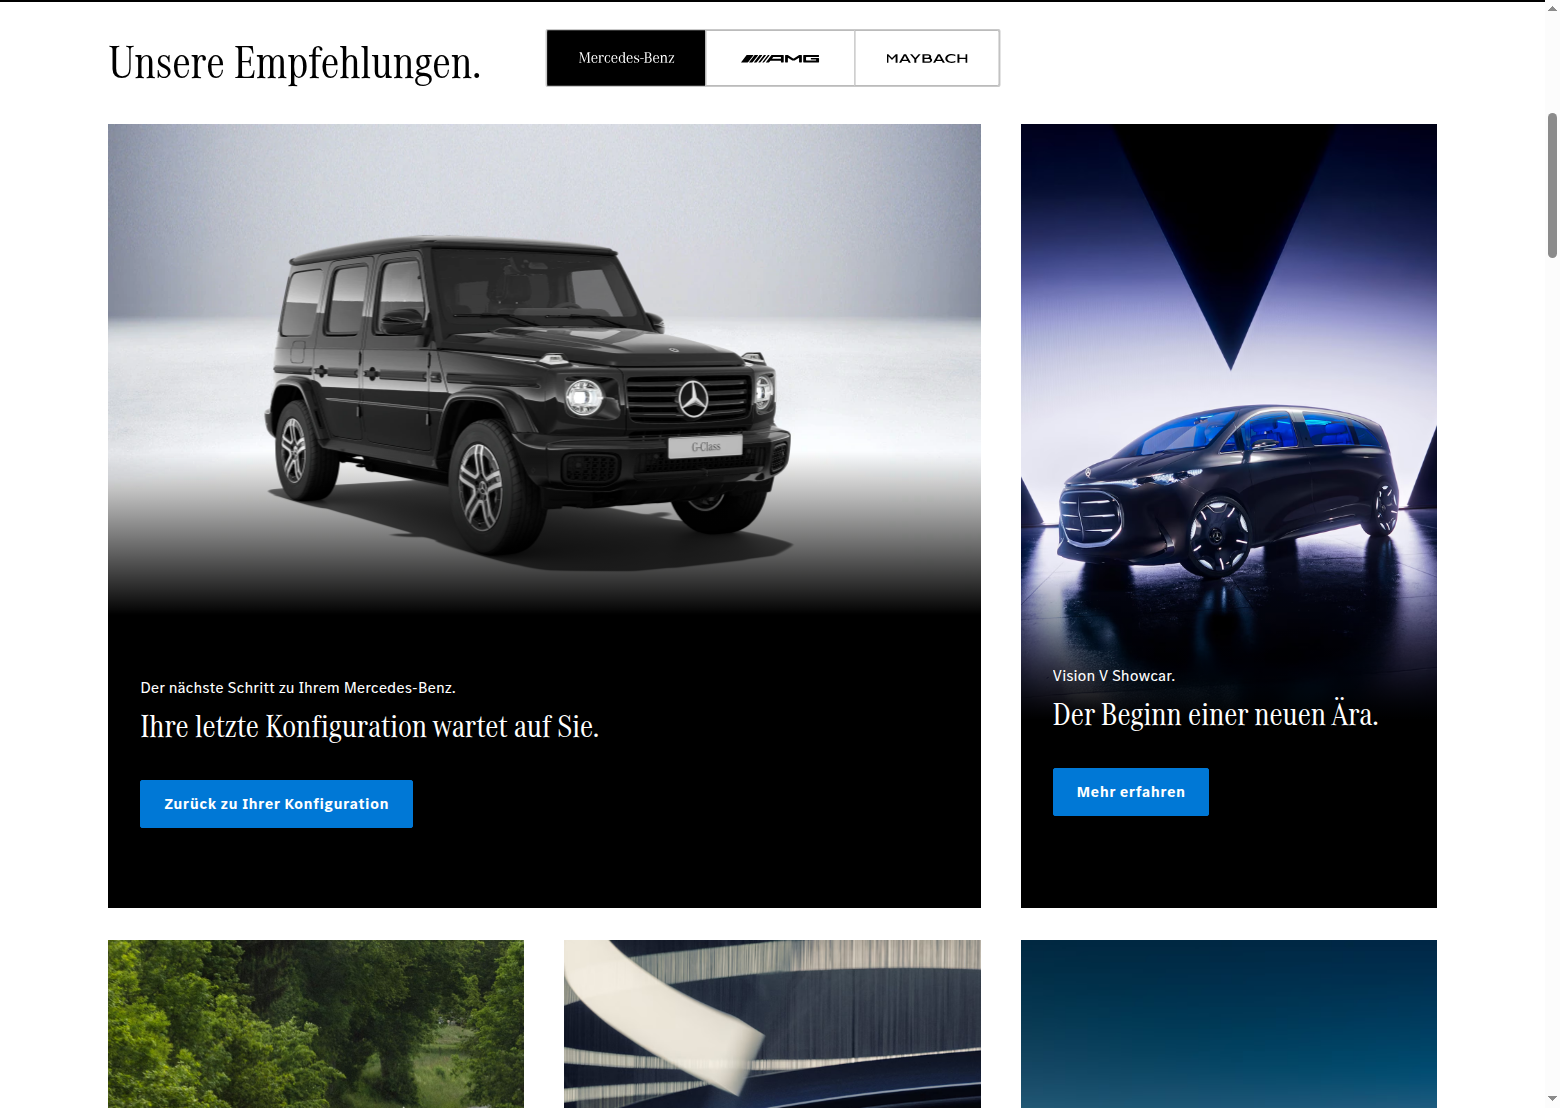 Unsere Empfehlungen.
Mercedes-Benz
AMG
MAYBACH
G-Class
Der nächste Schritt zu Ihrem Mercedes-Benz.
Ihre letzte Konfiguration wartet auf Sie.
Zurück zu Ihrer Konfiguration
Vision V Showcar.
Der Beginn einer neuen Ära.
Mehr erfahren